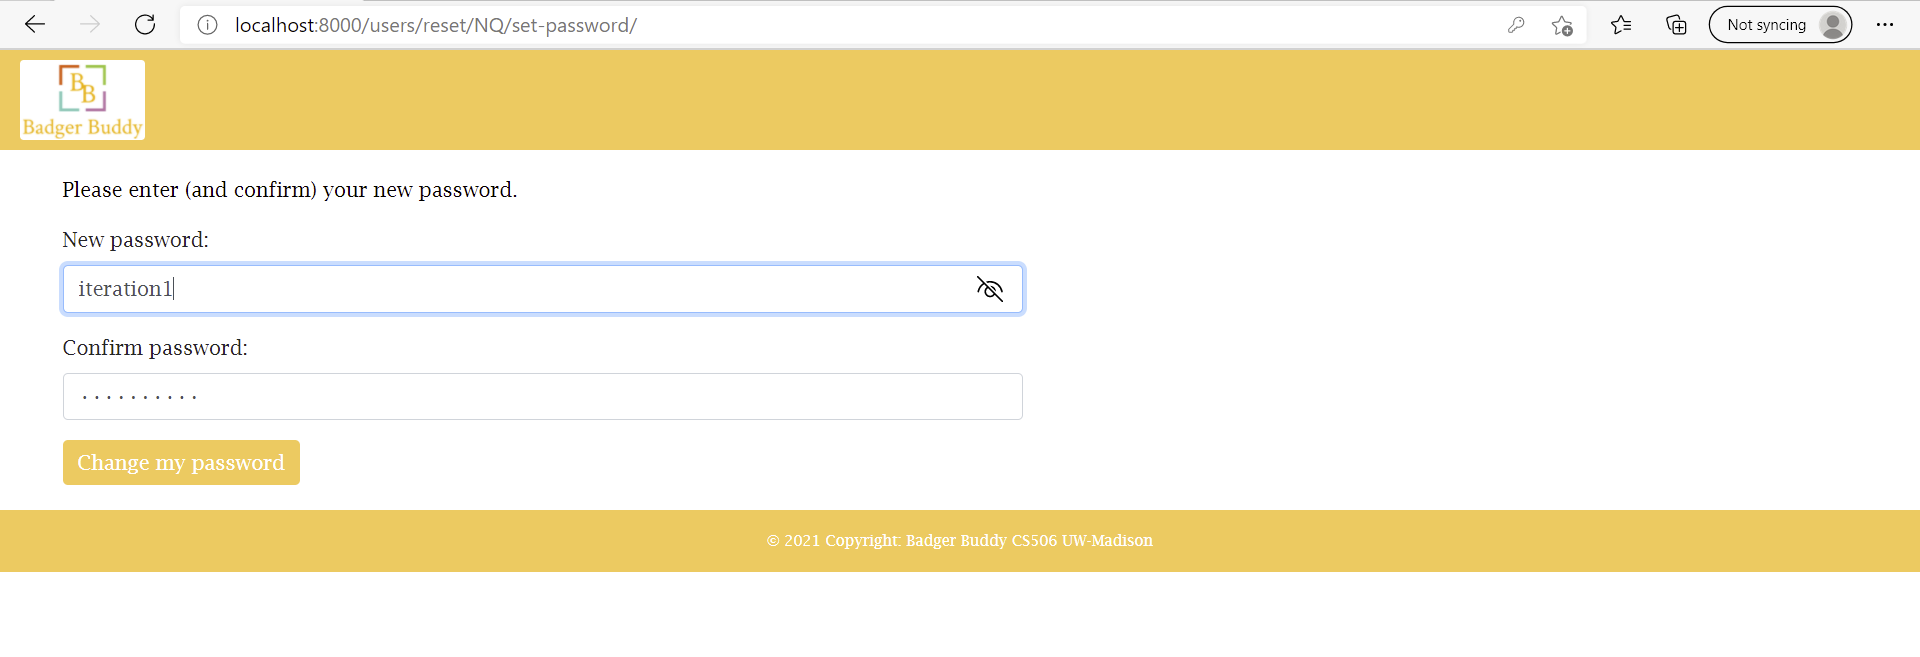 localhost:8000/users/reset/NQ/set-password/
Not syncing
BB
Badger Buddy
Please enter (and confirm) your new password.
New password:
iteration1
Confirm password:
..........
Change my password
© 2021 Copyright: Badger Buddy CS506 UW-Madison